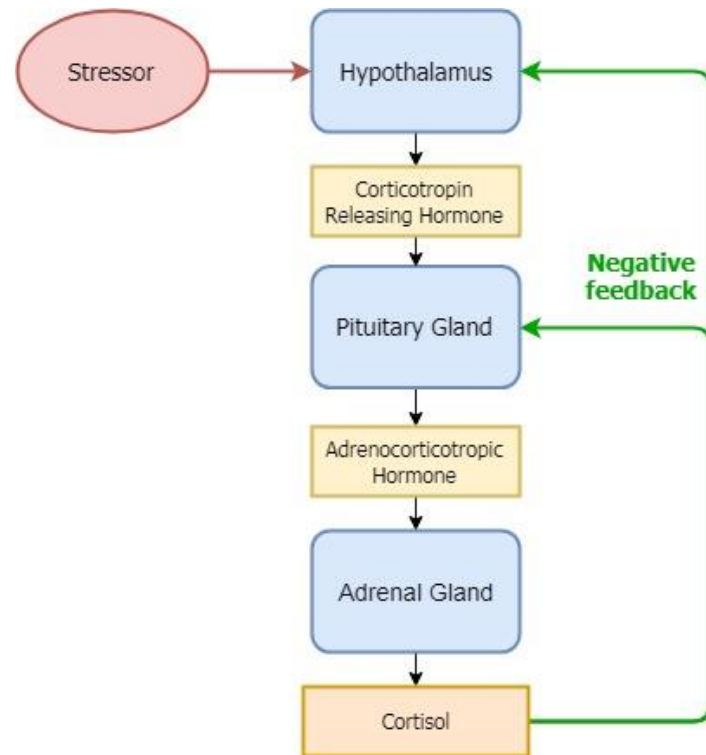 Stressor
Hypothalamus
Corticotropin
Releasing Hormone
Negative
feedback
Pituitary Gland
Adrenocorticotropic
Hormone
Adrenal Gland
Cortisol